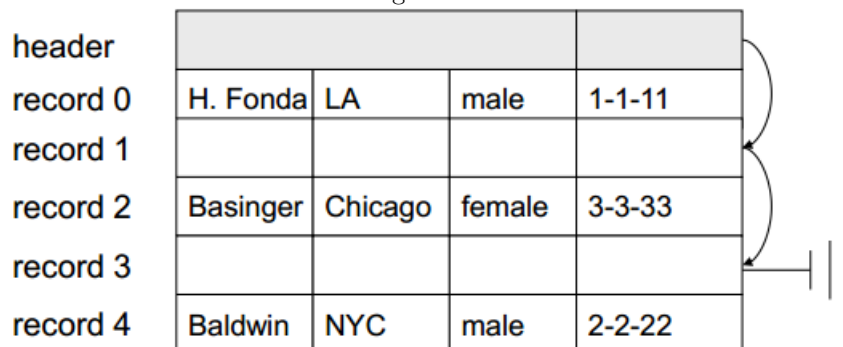 header
record 0 H. Fonda LA male 1-1-11
record 1
record 2 Basinger Chicago female 3-3-33
record 3
record 4 Baldwin NYC male 2-2-22